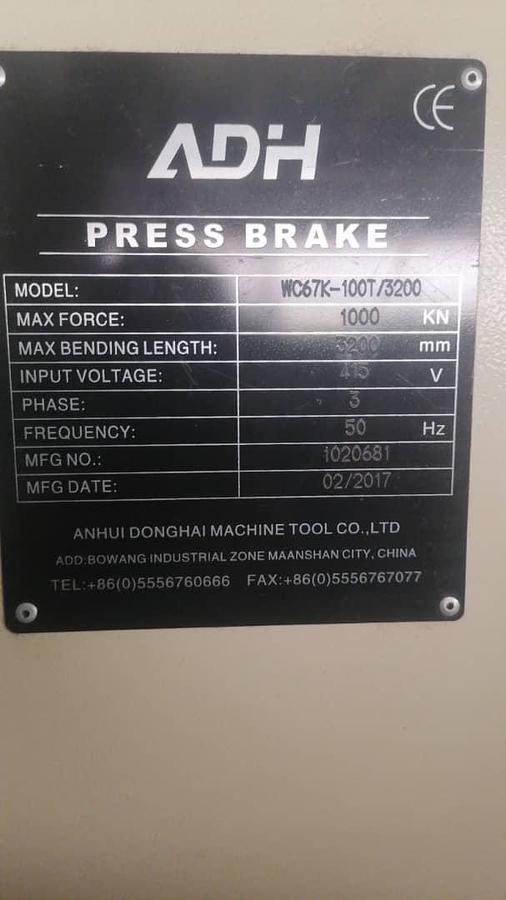 CE
ADH
PRESS BRAKE
MODEL: WC67K-100T/3200
MAX FORCE: 1000 KN
MAX BENDING LENGTH: 3200 mm
INPUT VOLTAGE: 415 V
PHASE: 3
FREQUENCY: 50 Hz
MFG NO.: 1020681
MFG DATE: 02/2017
ANHUI DONGHAI MACHINE TOOL CO.,LTD
ADD:BOWANG INDUSTRIAL ZONE MAANSHAN CITY, CHINA
TEL:+86(0)5556760666 FAX:+86(0)5556767077